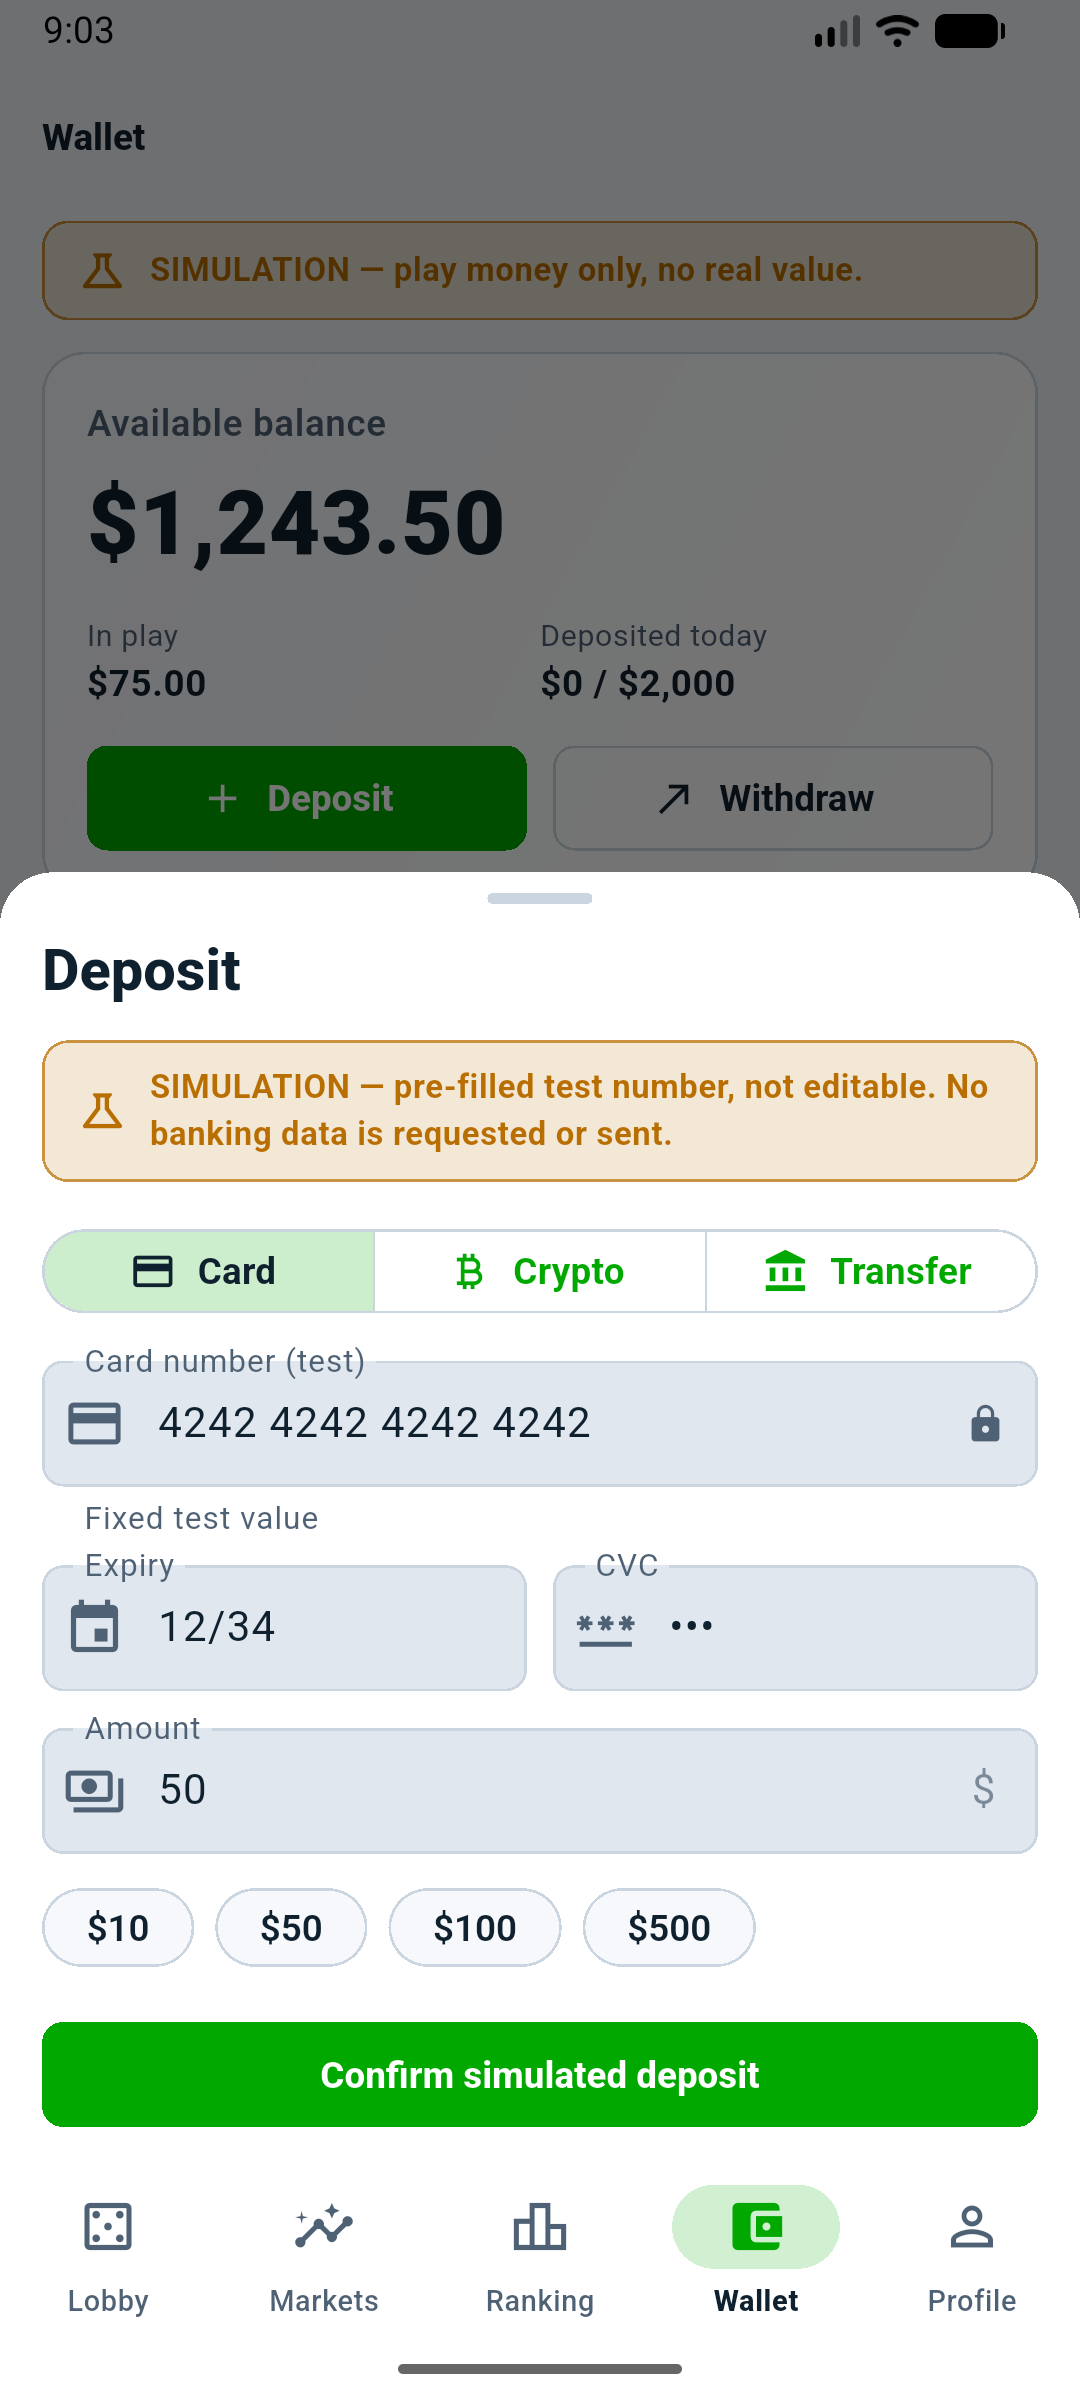 9:03
Wallet
SIMULATION — play money only, no real value.
Available balance
$1,243.50
In play
Deposited today
$75.00
$0 / $2,000
Deposit
Withdraw
Deposit
SIMULATION — pre-filled test number, not editable. No
banking data is requested or sent.
Card
Crypto
Transfer
Card number (test)
4242 4242 4242 4242
Fixed test value
Expiry
CVC
12/34
•••
Amount
50
$
$10
$50
$100
$500
Confirm simulated deposit
Lobby
Markets
Ranking
Wallet
Profile